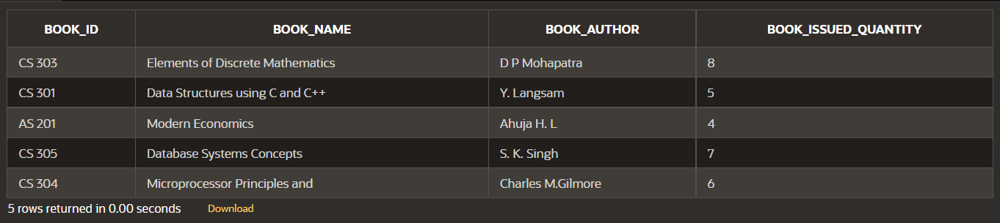 BOOK_ID BOOK_NAME BOOK_AUTHOR BOOK_ISSUED_QUANTITY
CS 303 Elements of Discrete Mathematics D P Mohapatra 8
CS 301 Data Structures using C and C++ Y. Langsam 5
AS 201 Modern Economics Ahuja H. L 4
CS 305 Database Systems Concepts S. K. Singh 7
CS 304 Microprocessor Principles and Charles M.Gilmore 6
5 rows returned in 0.00 seconds Download